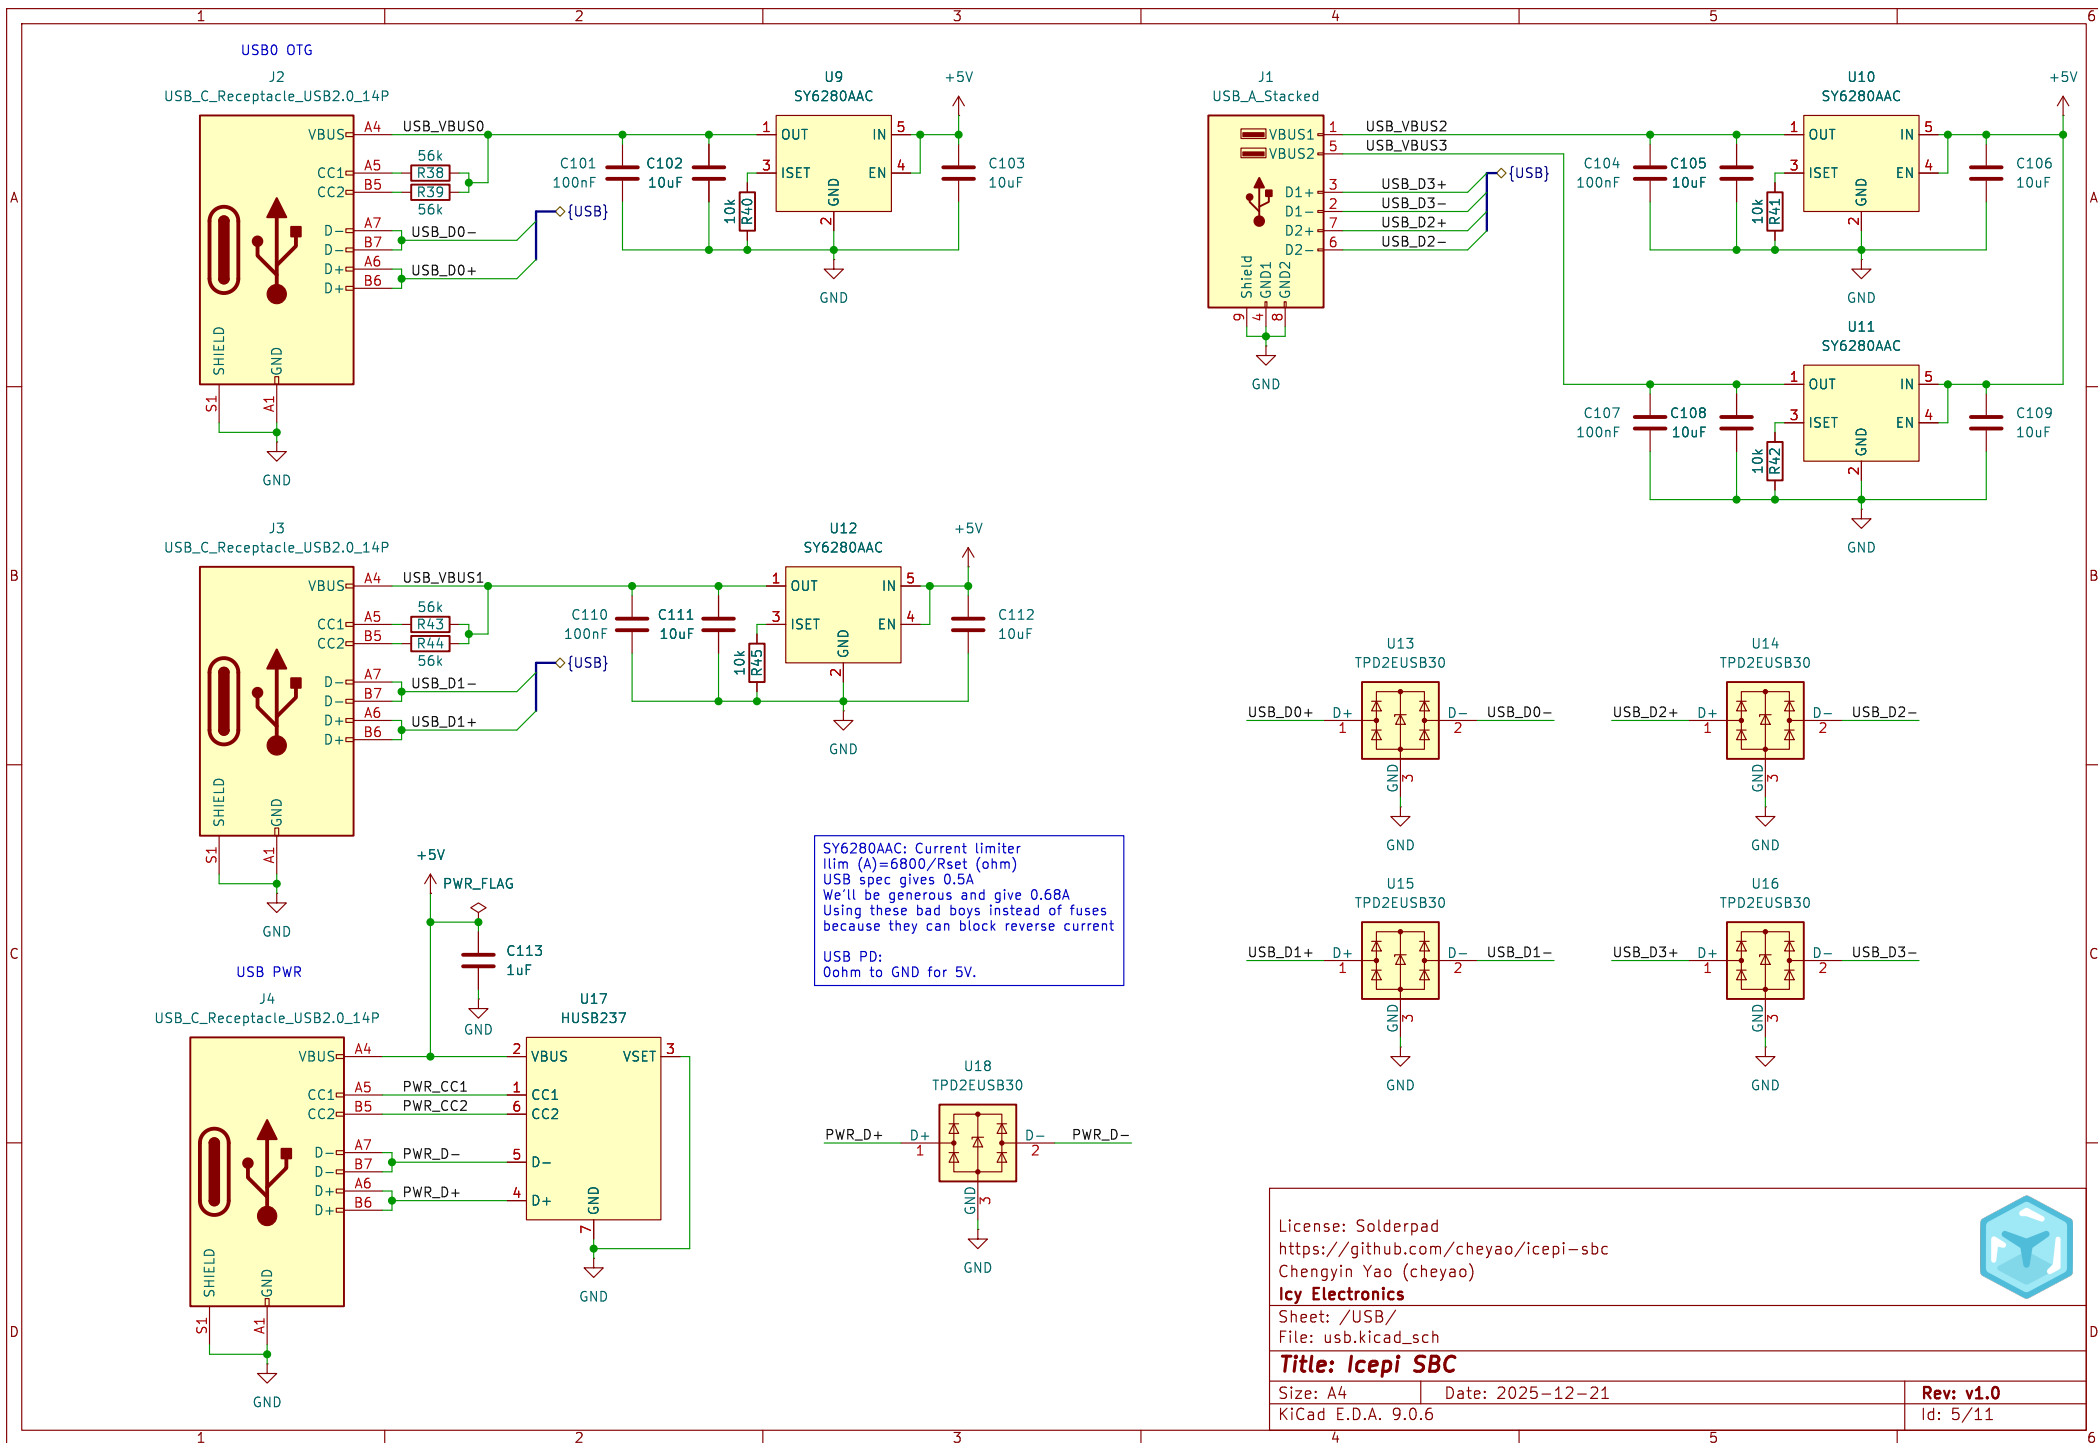 1 2 3 4 5 6
USB0 OTG
J2
USB_C_Receptacle_USB2.0_14P
VBUS A4 USB_VBUS0
CC1 A5 56k R38
CC2 B5 R39 56k
D- A7
D- B7 USB_D0-
D+ A6
D+ B6 USB_D0+
{USB}
SHIELD GND
S1 A1
GND
C101 100nF
C102 10uF
10k R40
U9
SY6280AAC
1 OUT IN 5
3 ISET EN 4
GND 2
GND
+5V
C103 10uF
J1
USB_A_Stacked
VBUS1 1 USB_VBUS2
VBUS2 5 USB_VBUS3
D1+ 3 USB_D3+
D1- 2 USB_D3-
D2+ 7 USB_D2+
D2- 6 USB_D2-
{USB}
Shield GND1 GND2
9 4 8
GND
C104 100nF
C105 10uF
10k R41
U10
SY6280AAC
1 OUT IN 5
3 ISET EN 4
GND 2
GND
+5V
C106 10uF
U11
SY6280AAC
1 OUT IN 5
3 ISET EN 4
GND 2
GND
C107 100nF
C108 10uF
10k R42
C109 10uF
A A
J3
USB_C_Receptacle_USB2.0_14P
VBUS A4 USB_VBUS1
CC1 A5 56k R43
CC2 B5 R44 56k
D- A7
D- B7 USB_D1-
D+ A6
D+ B6 USB_D1+
{USB}
SHIELD GND
S1 A1
GND
C110 100nF
C111 10uF
10k R45
U12
SY6280AAC
1 OUT IN 5
3 ISET EN 4
GND 2
GND
+5V
C112 10uF
B B
U13
TPD2EUSB30
USB_D0+ D+ 1 D- 2 USB_D0-
GND 3
GND
U14
TPD2EUSB30
USB_D2+ D+ 1 D- 2 USB_D2-
GND 3
GND
U15
TPD2EUSB30
USB_D1+ D+ 1 D- 2 USB_D1-
GND 3
GND
U16
TPD2EUSB30
USB_D3+ D+ 1 D- 2 USB_D3-
GND 3
GND
SY6280AAC: Current limiter
Ilim (A)=6800/Rset (ohm)
USB spec gives 0.5A
We'll be generous and give 0.68A
Using these bad boys instead of fuses
because they can block reverse current
USB PD:
0ohm to GND for 5V.
C C
+5V
PWR_FLAG
C113
1uF
GND
USB PWR
J4
USB_C_Receptacle_USB2.0_14P
VBUS A4
CC1 A5 PWR_CC1
CC2 B5 PWR_CC2
D- A7
D- B7 PWR_D-
D+ A6
D+ B6 PWR_D+
SHIELD GND
S1 A1
GND
U17
HUSB237
2 VBUS VSET 3
1 CC1
6 CC2
5 D-
4 D+
GND 7
GND
U18
TPD2EUSB30
PWR_D+ D+ 1 D- 2 PWR_D-
GND 3
GND
D D
License: Solderpad
https://github.com/cheyao/icepi-sbc
Chengyin Yao (cheyao)
Icy Electronics
Sheet: /USB/
File: usb.kicad_sch
Title: Icepi SBC
Size: A4 Date: 2025-12-21 Rev: v1.0
KiCad E.D.A. 9.0.6 Id: 5/11
1 2 3 4 5 6